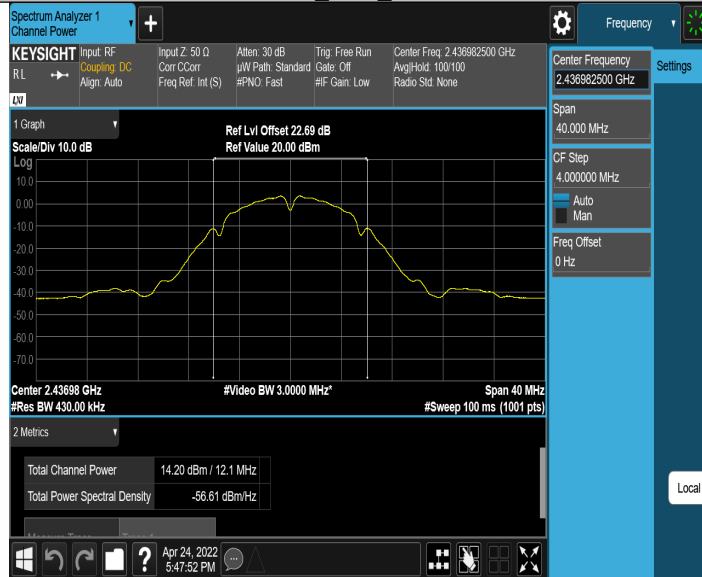 Spectrum Analyzer 1
Channel Power
+
Frequency
KEYSIGHT
R L
LXI
Input: RF
Coupling: DC
Align: Auto
Input Z: 50 Ω
Corr CCorr
Freq Ref: Int (S)
Atten: 30 dB
µW Path: Standard
#PNO: Fast
Trig: Free Run
Gate: Off
#IF Gain: Low
Center Freq: 2.436982500 GHz
Avg|Hold: 100/100
Radio Std: None
Center Frequency
2.436982500 GHz
Settings
Span
40.000 MHz
CF Step
4.000000 MHz
Auto
Man
Freq Offset
0 Hz
Local
1 Graph
Scale/Div 10.0 dB
Ref Lvl Offset 22.69 dB
Ref Value 20.00 dBm
Log
10.0
0.00
-10.0
-20.0
-30.0
-40.0
-50.0
-60.0
-70.0
Center 2.43698 GHz
#Video BW 3.0000 MHz*
Span 40 MHz
#Res BW 430.00 kHz
#Sweep 100 ms (1001 pts)
2 Metrics
Total Channel Power 14.20 dBm / 12.1 MHz
Total Power Spectral Density -56.61 dBm/Hz
?
Apr 24, 2022
5:47:52 PM